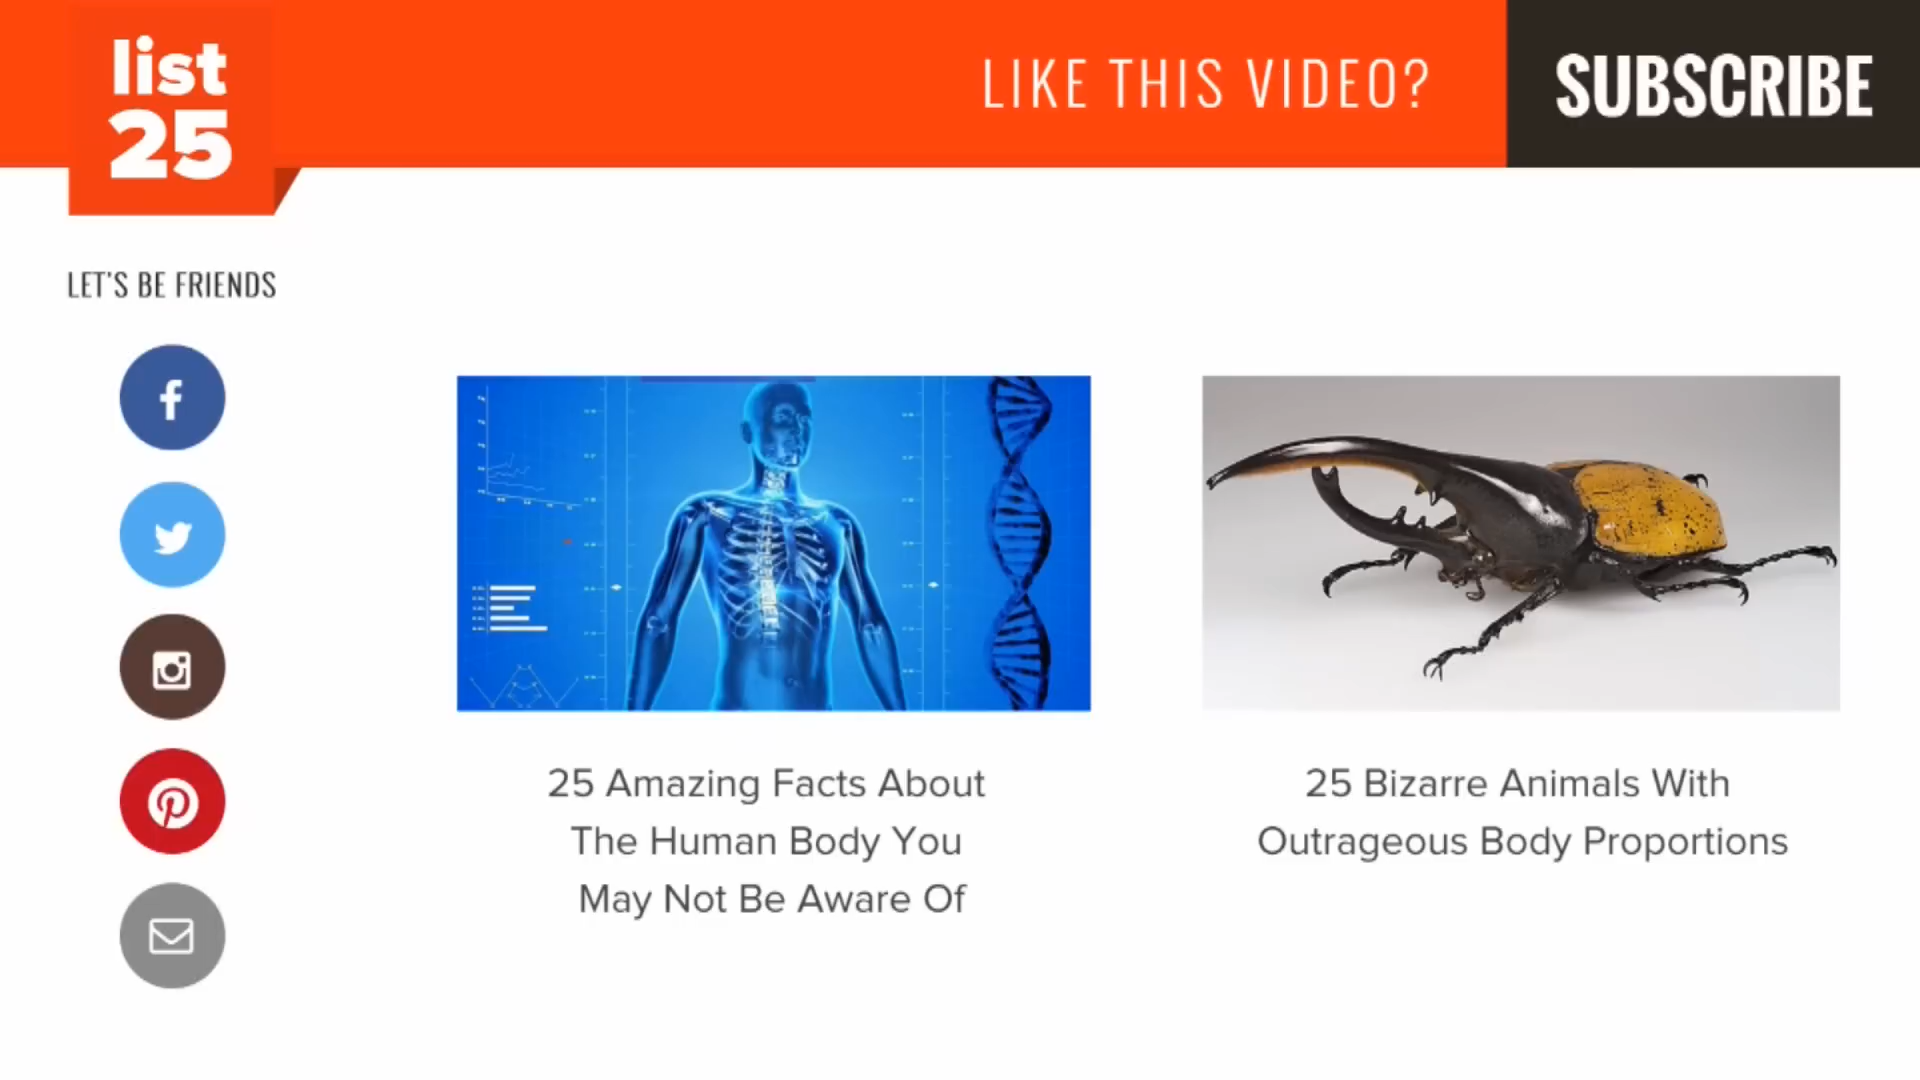 list
25
LIKE THIS VIDEO?
SUBSCRIBE
LET'S BE FRIENDS
25 Amazing Facts About
The Human Body You
May Not Be Aware Of
25 Bizarre Animals With
Outrageous Body Proportions